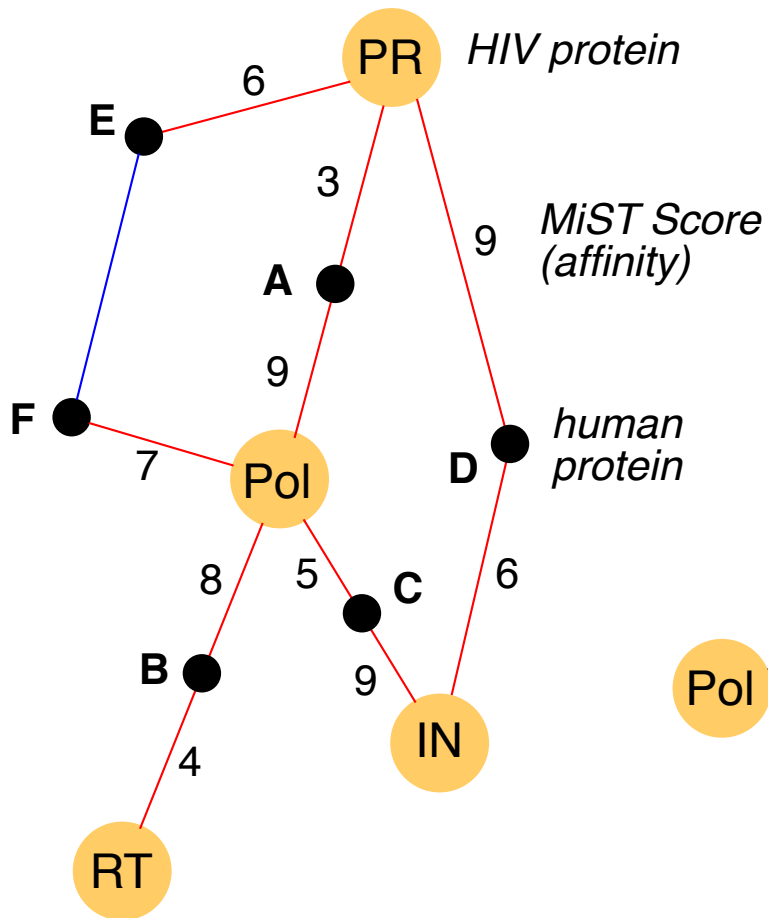 PR
HIV protein
6
E
3
9
MiST Score
(affinity)
A
9
F
human
protein
7
D
Pol
8
5
C
6
B
9
Pol
IN
4
RT